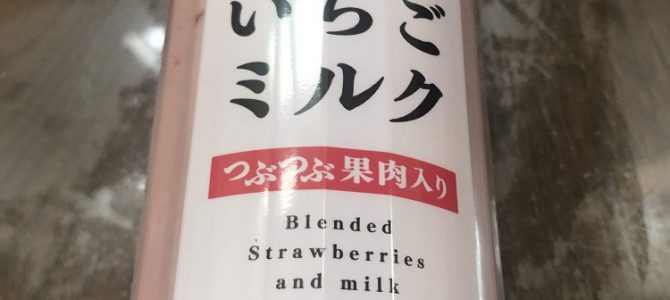 いちご
ミルク
つぶつぶ果肉入り
Blended
Strawberries
and milk